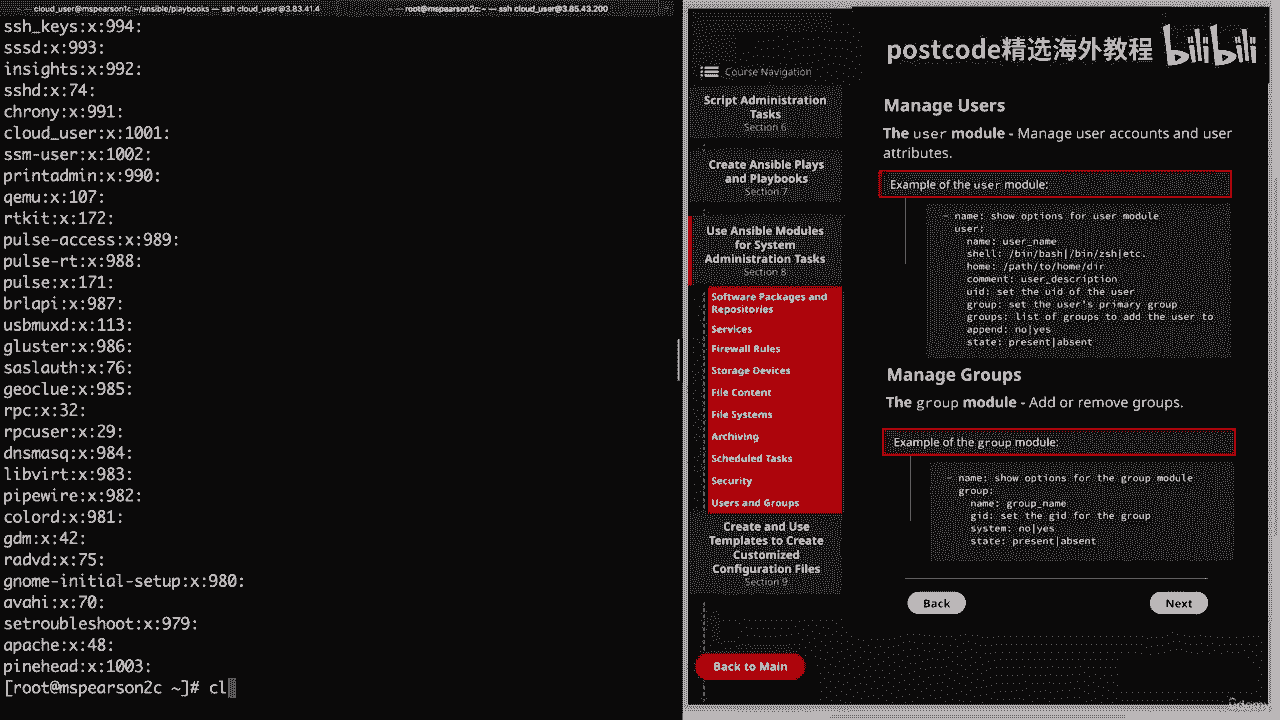 cloud_user@mspearson1c:~/ansible/playbooks — ssh cloud_user@3.83.41.4
root@mspearson2c:~ — ssh cloud_user@3.85.43.200
ssh_keys:x:994:
sssd:x:993:
insights:x:992:
sshd:x:74:
chrony:x:991:
cloud_user:x:1001:
ssm-user:x:1002:
printadmin:x:990:
qemu:x:107:
rtkit:x:172:
pulse-access:x:989:
pulse-rt:x:988:
pulse:x:171:
brlapi:x:987:
usbmuxd:x:113:
gluster:x:986:
saslauth:x:76:
geoclue:x:985:
rpc:x:32:
rpcuser:x:29:
dnsmasq:x:984:
libvirt:x:983:
pipewire:x:982:
colord:x:981:
gdm:x:42:
radvd:x:75:
gnome-initial-setup:x:980:
avahi:x:70:
setroubleshoot:x:979:
apache:x:48:
pinehead:x:1003:
[root@mspearson2c ~]# cl
postcode精选海外教程 bilibili
Course Navigation
Script Administration
Tasks
Section 6
Create Ansible Plays
and Playbooks
Section 7
Use Ansible Modules
for System
Administration Tasks
Section 8
Software Packages and
Repositories
Services
Firewall Rules
Storage Devices
File Content
File Systems
Archiving
Scheduled Tasks
Security
Users and Groups
Create and Use
Templates to Create
Customized
Configuration Files
Section 9
Back to Main
Manage Users
The user module - Manage user accounts and user
attributes.
Example of the user module:
- name: show options for user module
user:
name: user_name
shell: /bin/bash|/bin/zsh|etc.
home: /path/to/home/dir
comment: user_description
uid: set the uid of the user
group: set the user's primary group
groups: list of groups to add the user to
append: no|yes
state: present|absent
Manage Groups
The group module - Add or remove groups.
Example of the group module:
- name: show options for the group module
group:
name: group_name
gid: set the gid for the group
system: no|yes
state: present|absent
Back
Next
Udemy